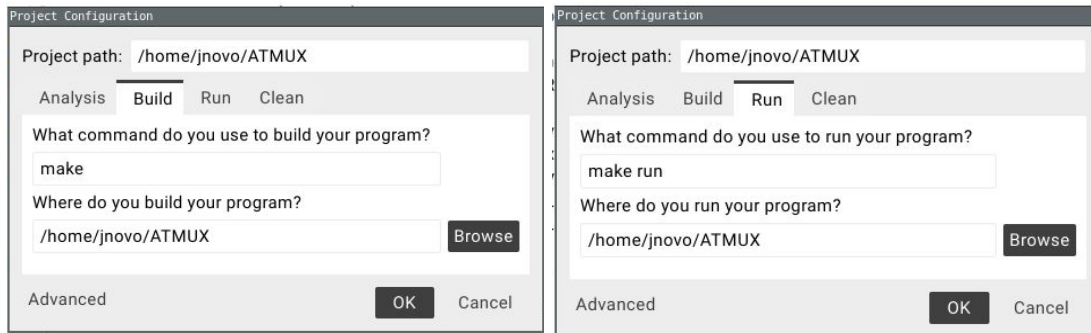 Project Configuration
Project path: /home/jnovo/ATMUX
Analysis Build Run Clean
What command do you use to build your program?
make
Where do you build your program?
/home/jnovo/ATMUX Browse
Advanced OK Cancel
Project Configuration
Project path: /home/jnovo/ATMUX
Analysis Build Run Clean
What command do you use to run your program?
make run
Where do you run your program?
/home/jnovo/ATMUX Browse
Advanced OK Cancel